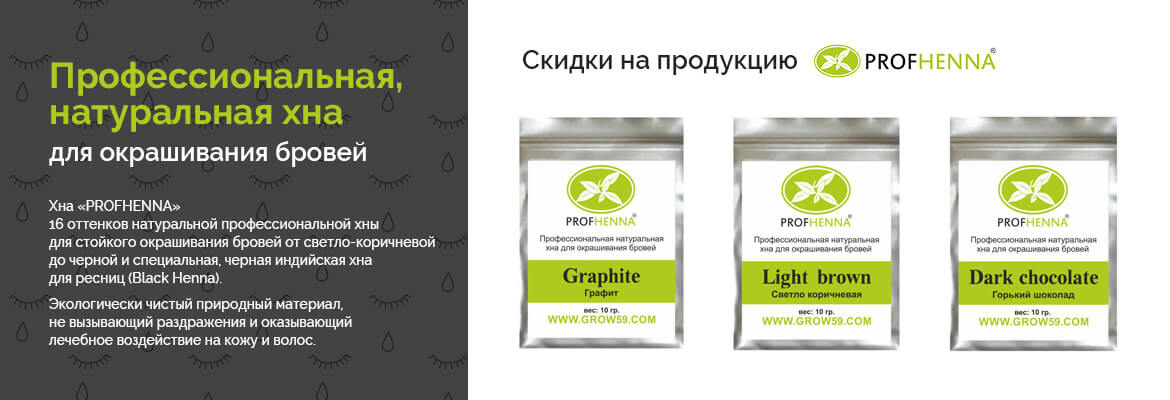 Профессиональная,
натуральная хна
для окрашивания бровей
Хна «PROFHENNA»
16 оттенков натуральной профессиональной хны
для стойкого окрашивания бровей от светло-коричневой
до черной и специальная, черная индийская хна
для ресниц (Black Henna).
Экологически чистый природный материал,
не вызывающий раздражения и оказывающий
лечебное воздействие на кожу и волос.
Скидки на продукцию PROFHENNA®
PROFHENNA®
Профессиональная натуральная
хна для окрашивания бровей
Graphite
Графит
вес: 10 гр.
WWW.GROW59.COM
PROFHENNA®
Профессиональная натуральная
хна для окрашивания бровей
Light brown
Светло коричневая
вес: 10 гр.
WWW.GROW59.COM
PROFHENNA®
Профессиональная натуральная
хна для окрашивания бровей
Dark chocolate
Горький шоколад
вес: 10 гр.
WWW.GROW59.COM